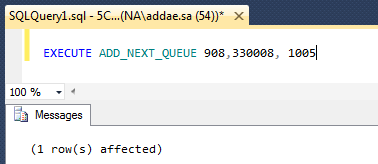 SQLQuery1.sql - 5C...(NA\addae.sa (54))*
EXECUTE ADD_NEXT_QUEUE 908,330008, 1005
100 %
Messages
(1 row(s) affected)